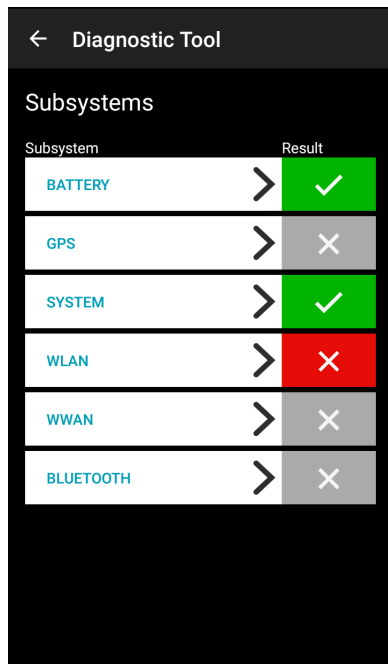 Diagnostic Tool
Subsystems
Subsystem Result
BATTERY
GPS
SYSTEM
WLAN
WWAN
BLUETOOTH